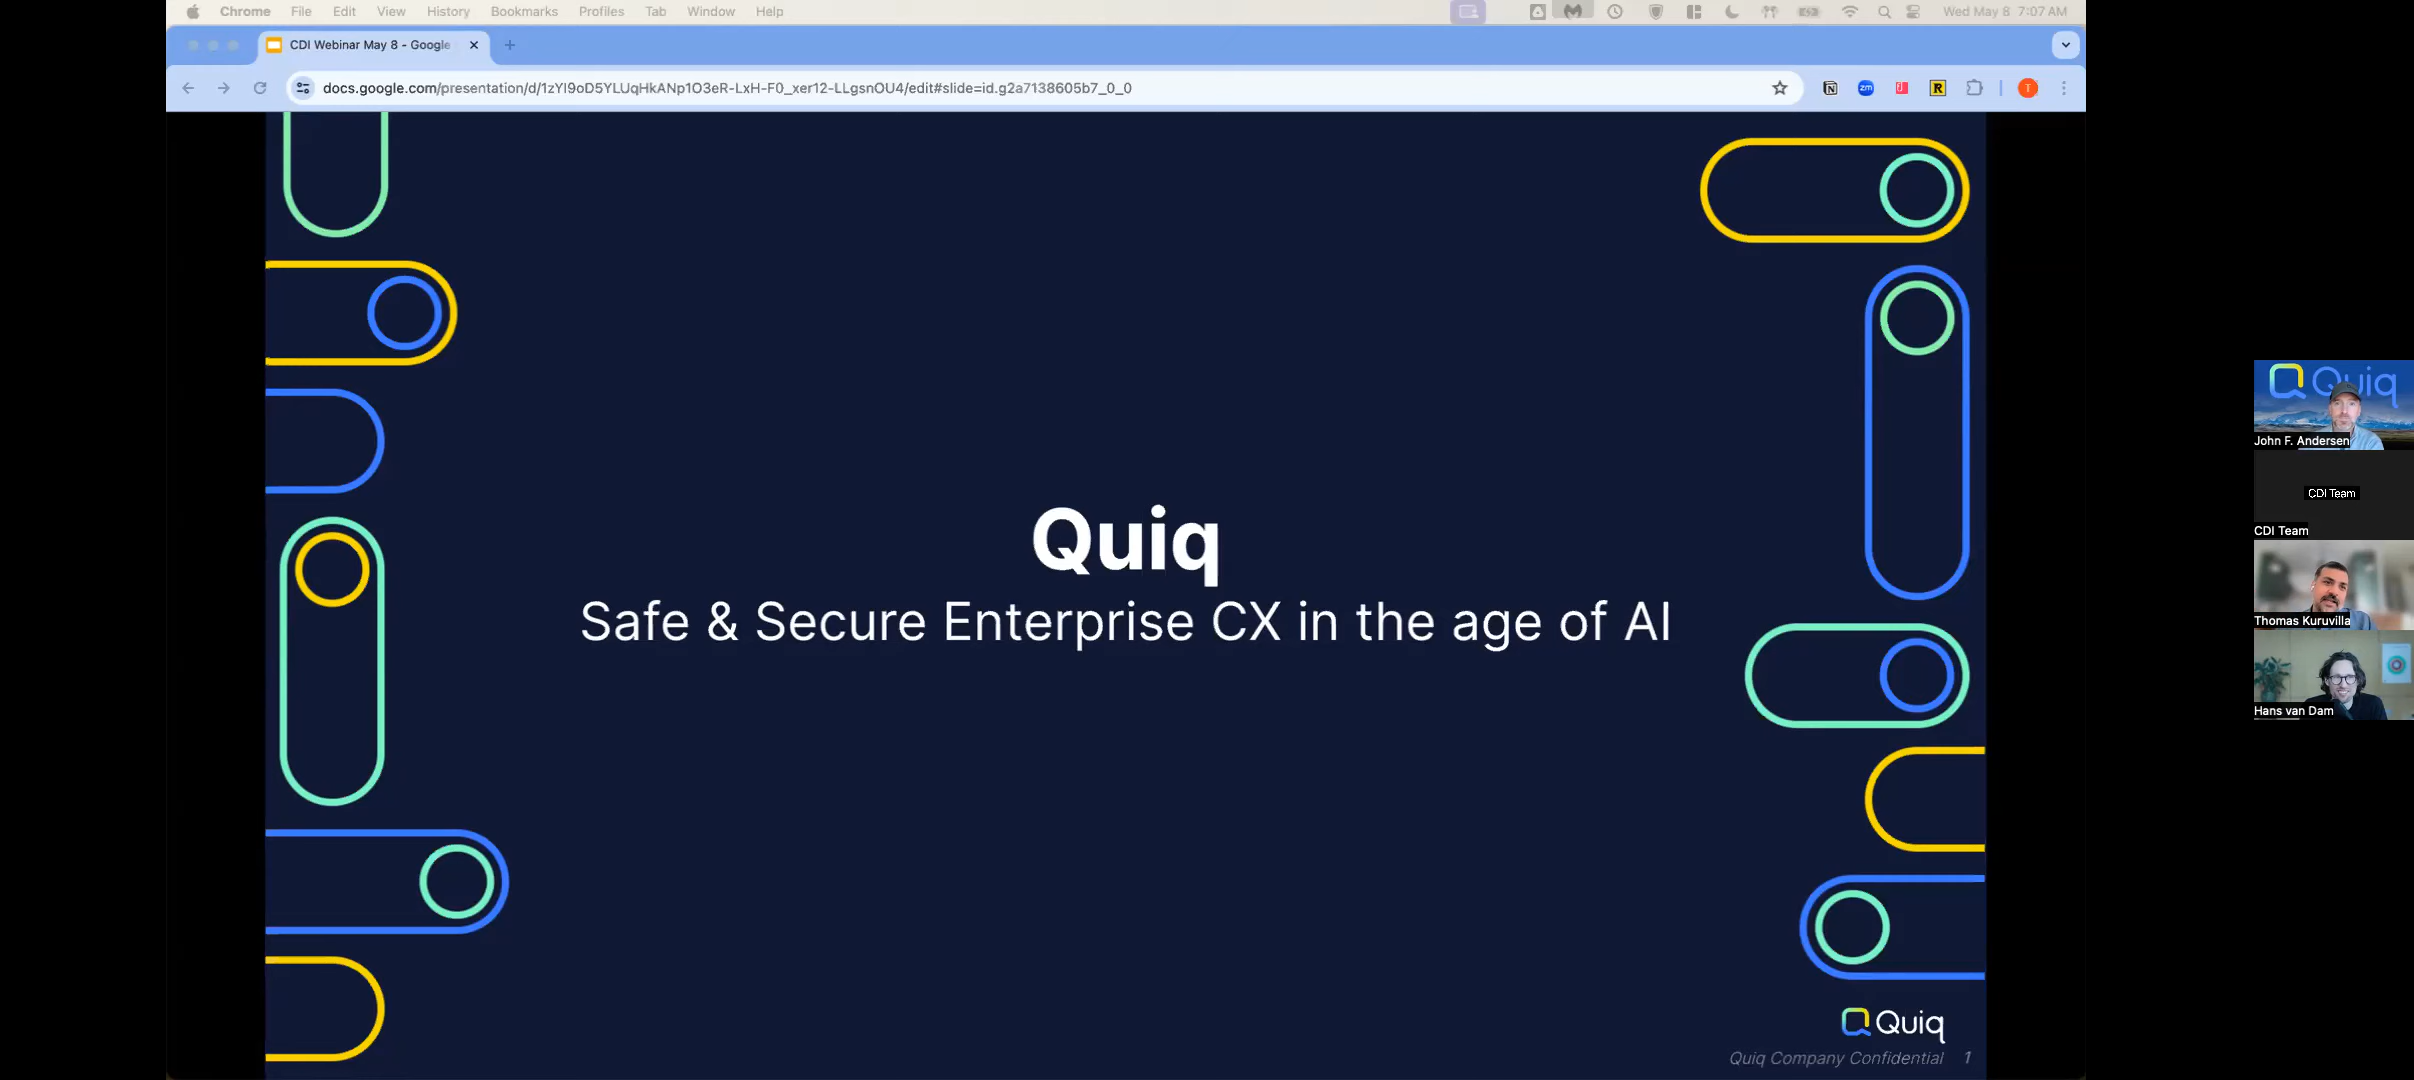 Chrome File Edit View History Bookmarks Profiles Tab Window Help Wed May 8 7:07 AM
CDI Webinar May 8 - Google
docs.google.com/presentation/d/1zYI9oD5YLUqHkANp1O3eR-LxH-F0_xer12-LLgsnOU4/edit#slide=id.g2a7138605b7_0_0
zm
R
T
Quiq
Safe & Secure Enterprise CX in the age of AI
Quiq
Quiq Company Confidential 1
Quiq
John F. Andersen
CDI Team
CDI Team
Thomas Kuruvilla
Hans van Dam